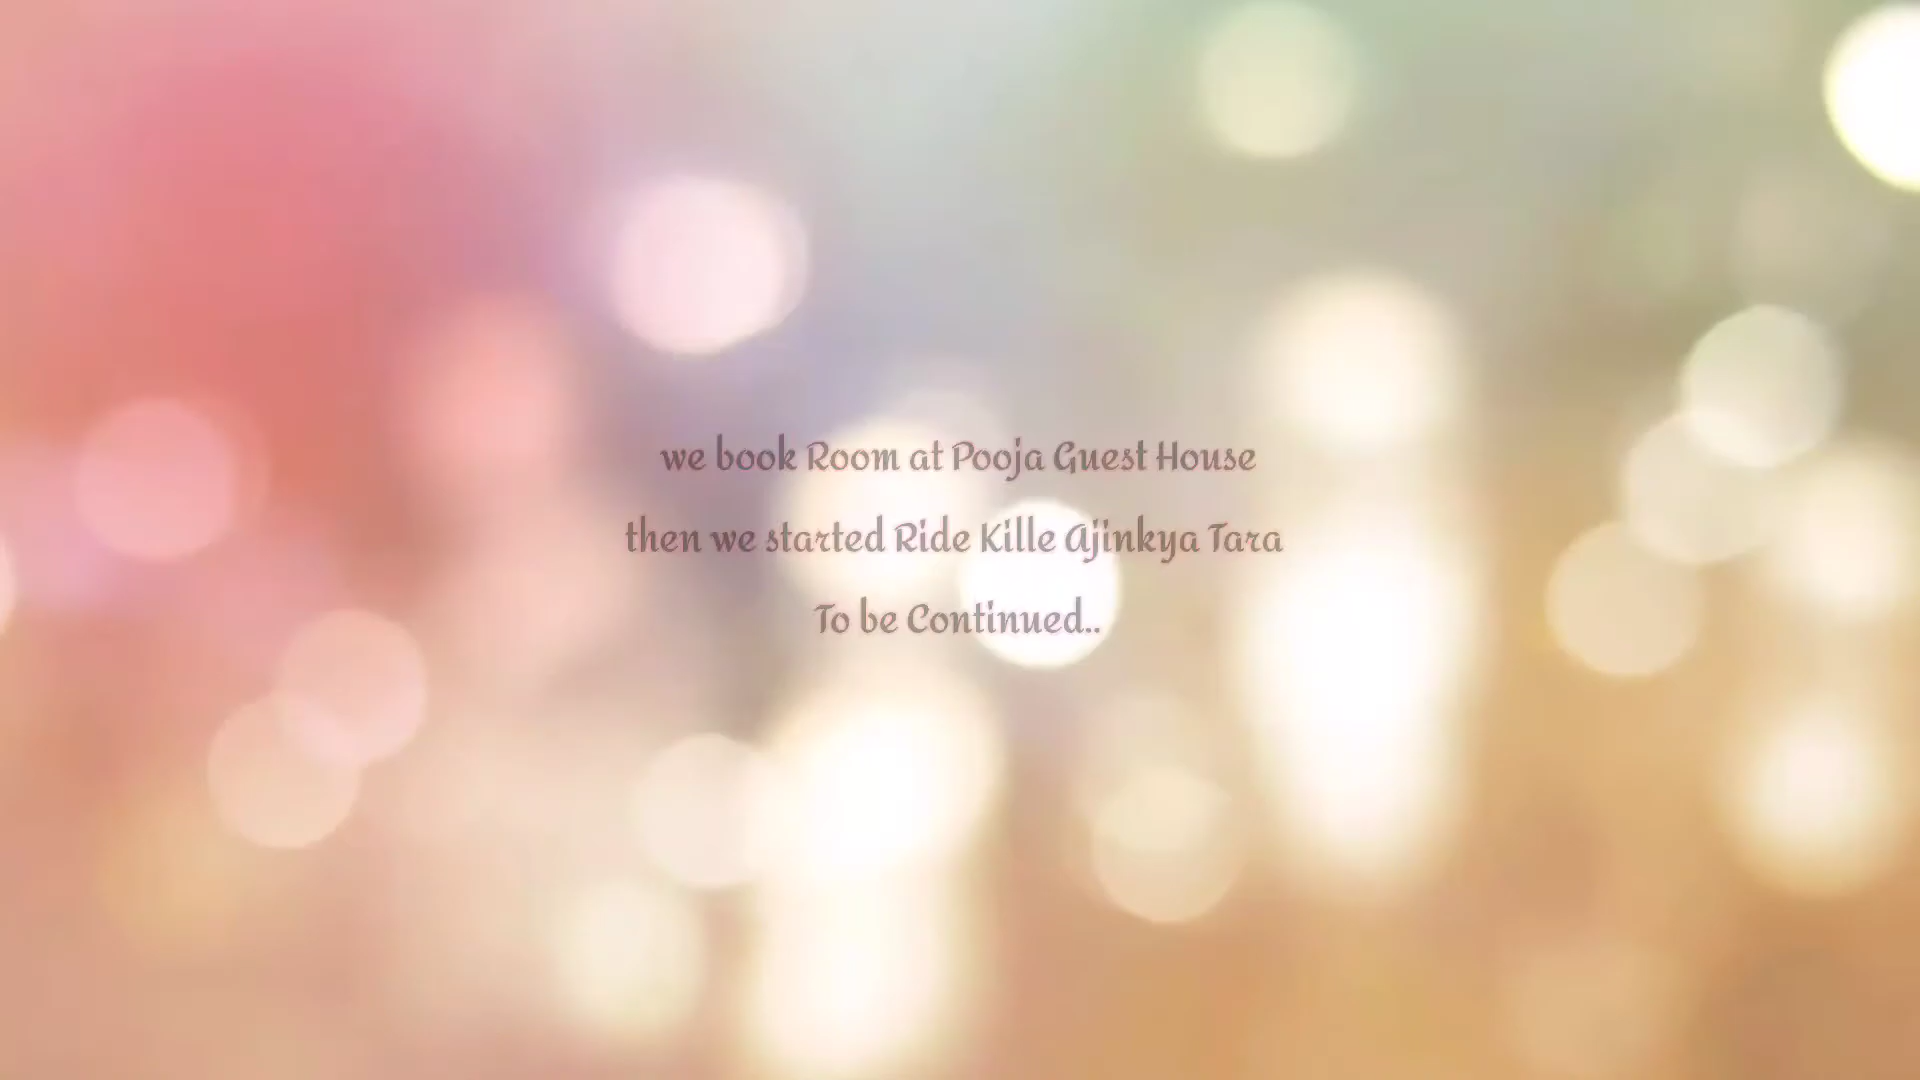 we book Room at Pooja Guest House
then we started Ride Kille Ajinkya Tara
To be Continued..